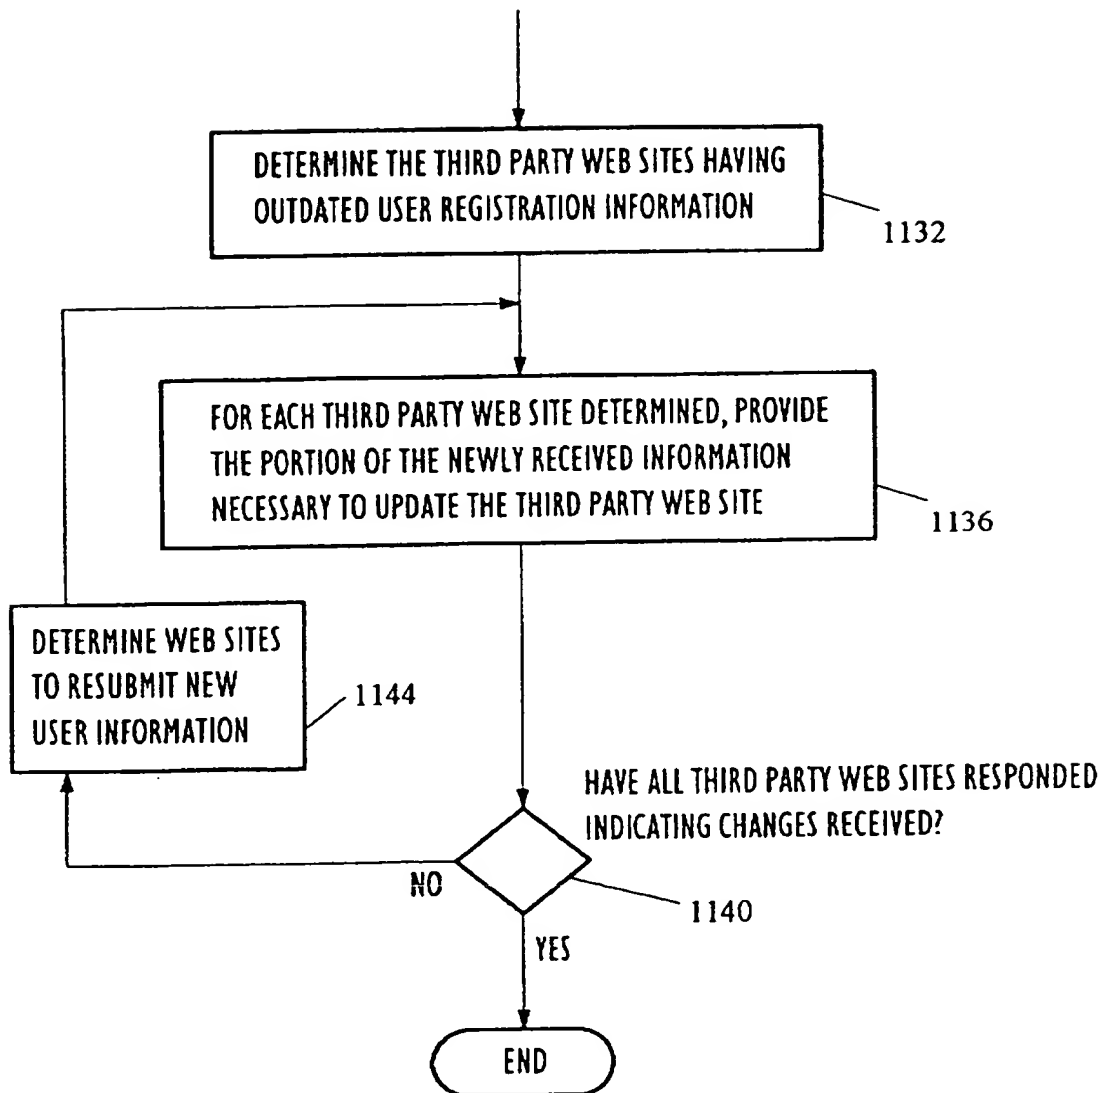 DETERMINE THE THIRD PARTY WEB SITES HAVING
OUTDATED USER REGISTRATION INFORMATION
1132
FOR EACH THIRD PARTY WEB SITE DETERMINED, PROVIDE
THE PORTION OF THE NEWLY RECEIVED INFORMATION
NECESSARY TO UPDATE THE THIRD PARTY WEB SITE
1136
DETERMINE WEB SITES
TO RESUBMIT NEW
USER INFORMATION
1144
HAVE ALL THIRD PARTY WEB SITES RESPONDED
INDICATING CHANGES RECEIVED?
NO
1140
YES
END